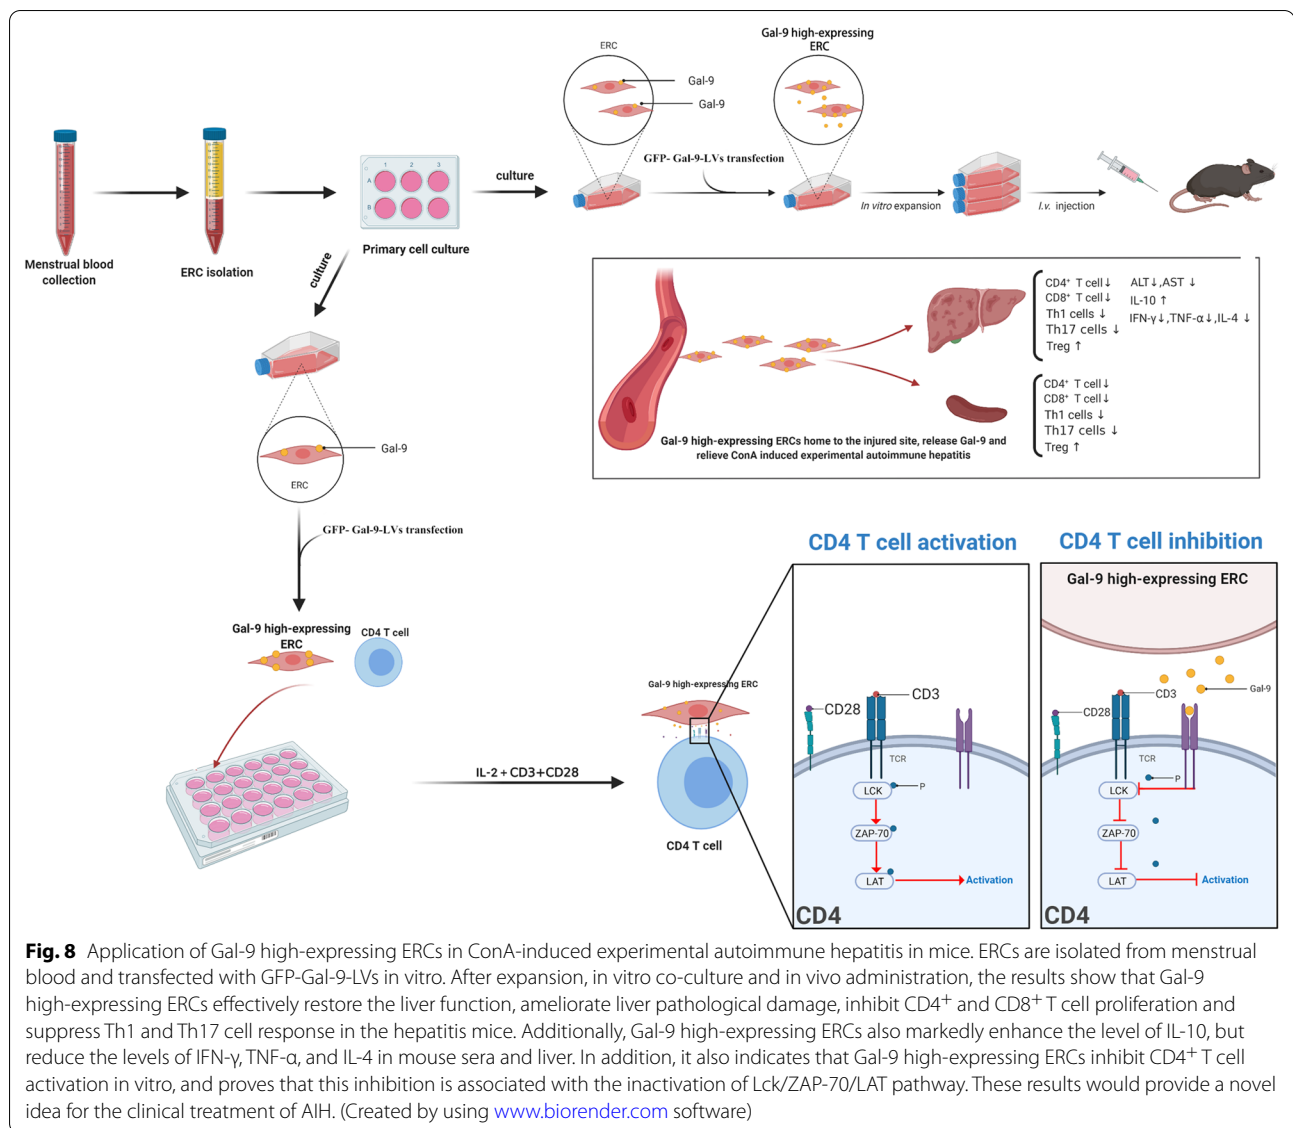 ERC
Gal-9
Gal-9
Gal-9 high-expressing
ERC
GFP- Gal-9-LVs transfection
culture
In vitro expansion
I.v. injection
1 2 3
A
B
Menstrual blood
collection
ERC isolation
Primary cell culture
culture
Gal-9
ERC
GFP- Gal-9-LVs transfection
Gal-9 high-expressing
ERC
CD4 T cell
CD4⁺ T cell↓
CD8⁺ T cell↓
Th1 cells ↓
Th17 cells ↓
Treg ↑
ALT↓,AST ↓
IL-10 ↑
IFN-γ↓,TNF-α↓,IL-4 ↓
CD4⁺ T cell↓
CD8⁺ T cell↓
Th1 cells ↓
Th17 cells ↓
Treg ↑
Gal-9 high-expressing ERCs home to the injured site, release Gal-9 and
relieve ConA induced experimental autoimmune hepatitis
IL-2 + CD3+CD28
Gal-9 high-expressing ERC
CD4 T cell
CD4 T cell activation
CD3
CD28
TCR
LCK
P
ZAP-70
LAT
Activation
CD4
CD4 T cell inhibition
Gal-9 high-expressing ERC
Gal-9
CD3
CD28
TCR
P
LCK
ZAP-70
LAT
Activation
CD4
Fig. 8 Application of Gal-9 high-expressing ERCs in ConA-induced experimental autoimmune hepatitis in mice. ERCs are isolated from menstrual
blood and transfected with GFP-Gal-9-LVs in vitro. After expansion, in vitro co-culture and in vivo administration, the results show that Gal-9
high-expressing ERCs effectively restore the liver function, ameliorate liver pathological damage, inhibit CD4⁺ and CD8⁺ T cell proliferation and
suppress Th1 and Th17 cell response in the hepatitis mice. Additionally, Gal-9 high-expressing ERCs also markedly enhance the level of IL-10, but
reduce the levels of IFN-γ, TNF-α, and IL-4 in mouse sera and liver. In addition, it also indicates that Gal-9 high-expressing ERCs inhibit CD4⁺ T cell
activation in vitro, and proves that this inhibition is associated with the inactivation of Lck/ZAP-70/LAT pathway. These results would provide a novel
idea for the clinical treatment of AIH. (Created by using www.biorender.com software)